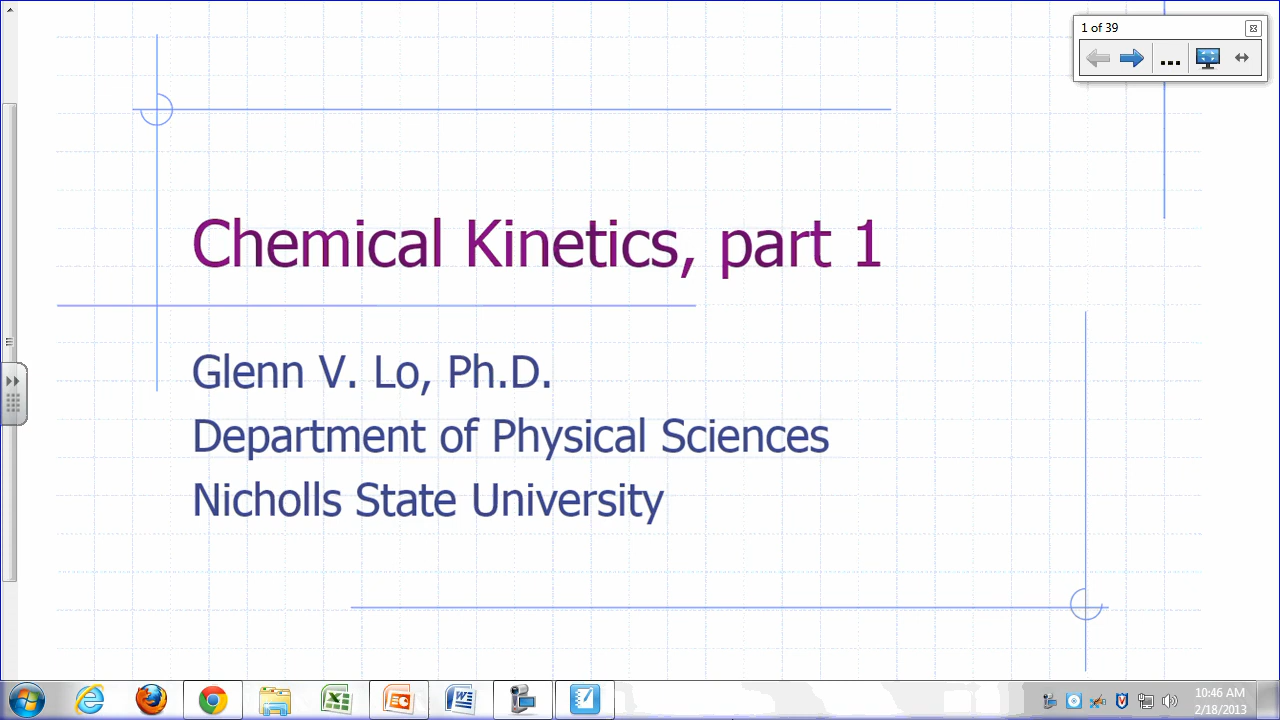 1 of 39
...
Chemical Kinetics, part 1
Glenn V. Lo, Ph.D.
Department of Physical Sciences
Nicholls State University
10:46 AM
2/18/2013